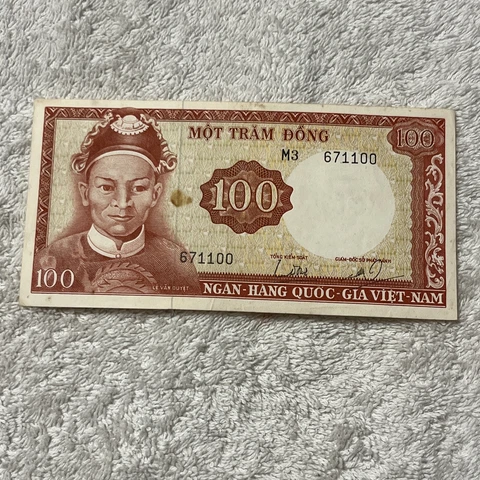 MỘT TRĂM ĐỒNG
100
M3 671100
100
671100
TỔNG KIỂM SOÁT
GIÁM-ĐỐC SỞ PHÁT-HÀNH
100
LÊ VĂN DUYỆT
NGÂN-HÀNG QUỐC-GIA VIỆT-NAM